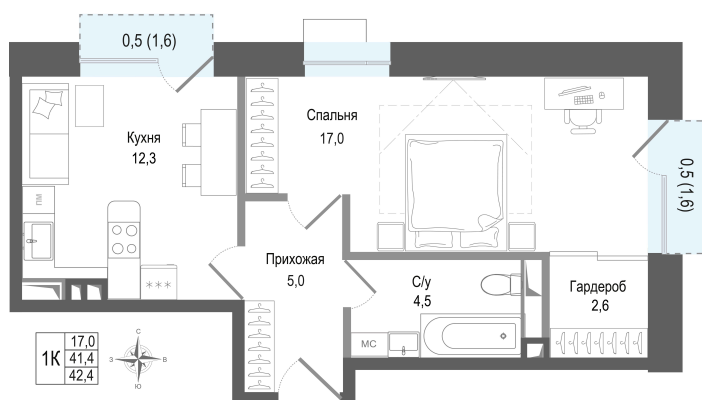 0,5 (1,6)
Спальня
17,0
Кухня
12,3
0,5 (1,6)
ПМ
Прихожая
5,0
С/у
4,5
Гардероб
2,6
***
МС
1К
17,0
41,4
42,4
С
З
В
Ю